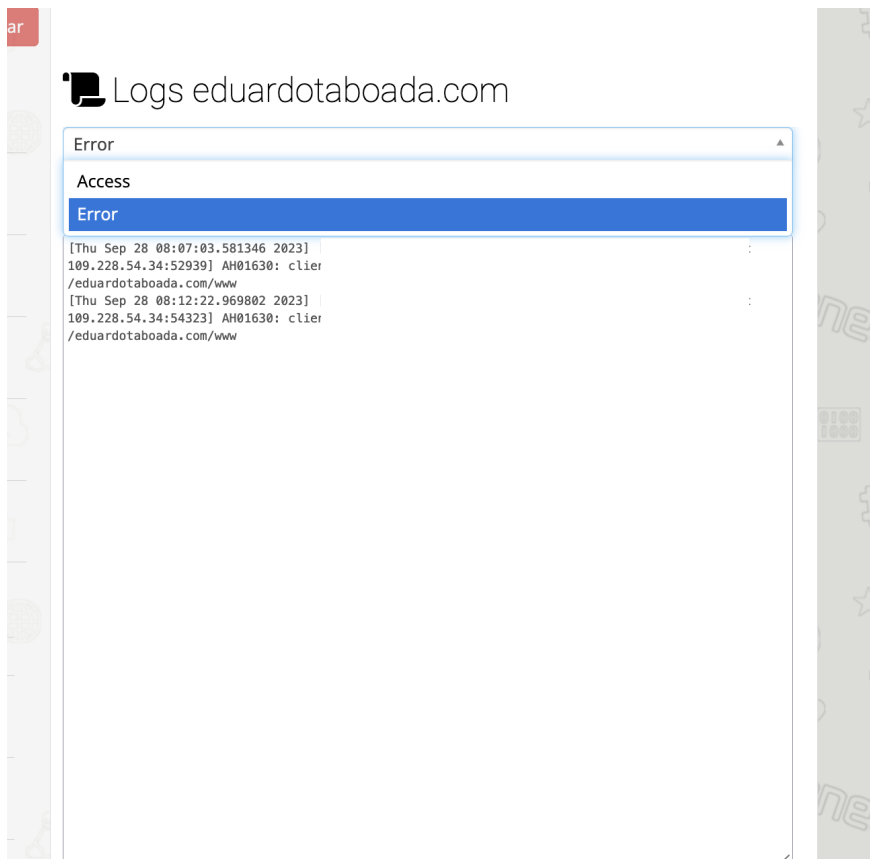 ar
Logs eduardotaboada.com
Error
Access
Error
[Thu Sep 28 08:07:03.581346 2023] :
109.228.54.34:52939] AH01630: clier
/eduardotaboada.com/www
[Thu Sep 28 08:12:22.969802 2023] :
109.228.54.34:54323] AH01630: clier
/eduardotaboada.com/www